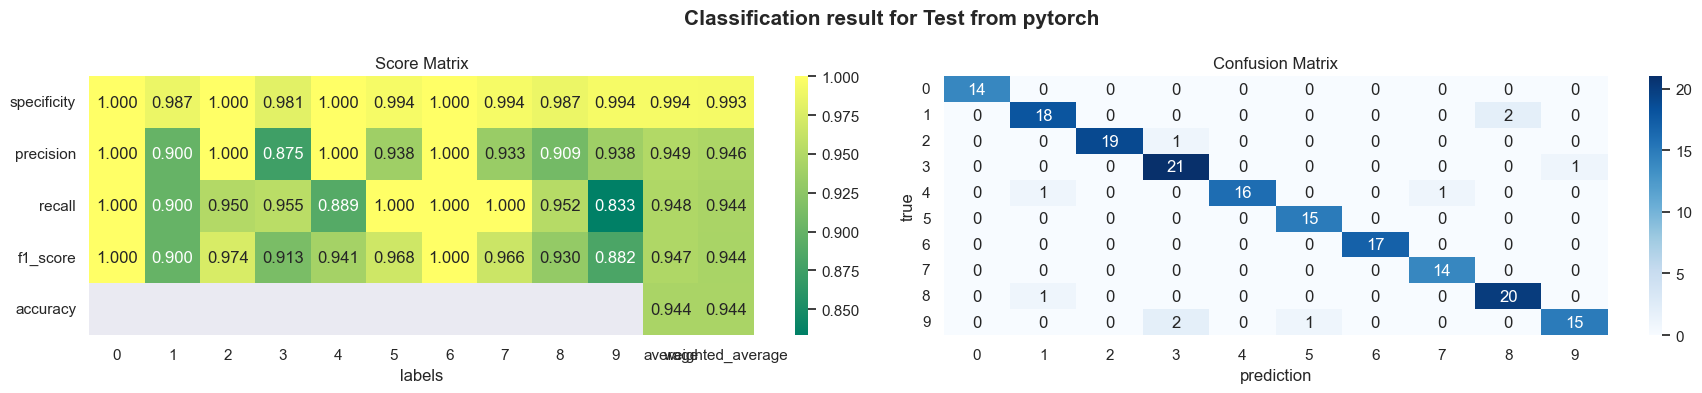 Classification result for Test from pytorch
Score Matrix
specificity 1.000 0.987 1.000 0.981 1.000 0.994 1.000 0.994 0.987 0.994 0.994 0.993
precision 1.000 0.900 1.000 0.875 1.000 0.938 1.000 0.933 0.909 0.938 0.949 0.946
recall 1.000 0.900 0.950 0.955 0.889 1.000 1.000 1.000 0.952 0.833 0.948 0.944
f1_score 1.000 0.900 0.974 0.913 0.941 0.968 1.000 0.966 0.930 0.882 0.947 0.944
accuracy 0.944 0.944
0 1 2 3 4 5 6 7 8 9 average weighted_average
labels
1.000
0.975
0.950
0.925
0.900
0.875
0.850
Confusion Matrix
true
0 14 0 0 0 0 0 0 0 0 0
1 0 18 0 0 0 0 0 0 2 0
2 0 0 19 1 0 0 0 0 0 0
3 0 0 0 21 0 0 0 0 0 1
4 0 1 0 0 16 0 0 1 0 0
5 0 0 0 0 0 15 0 0 0 0
6 0 0 0 0 0 0 17 0 0 0
7 0 0 0 0 0 0 0 14 0 0
8 0 1 0 0 0 0 0 0 20 0
9 0 0 0 2 0 1 0 0 0 15
0 1 2 3 4 5 6 7 8 9
prediction
20
15
10
5
0